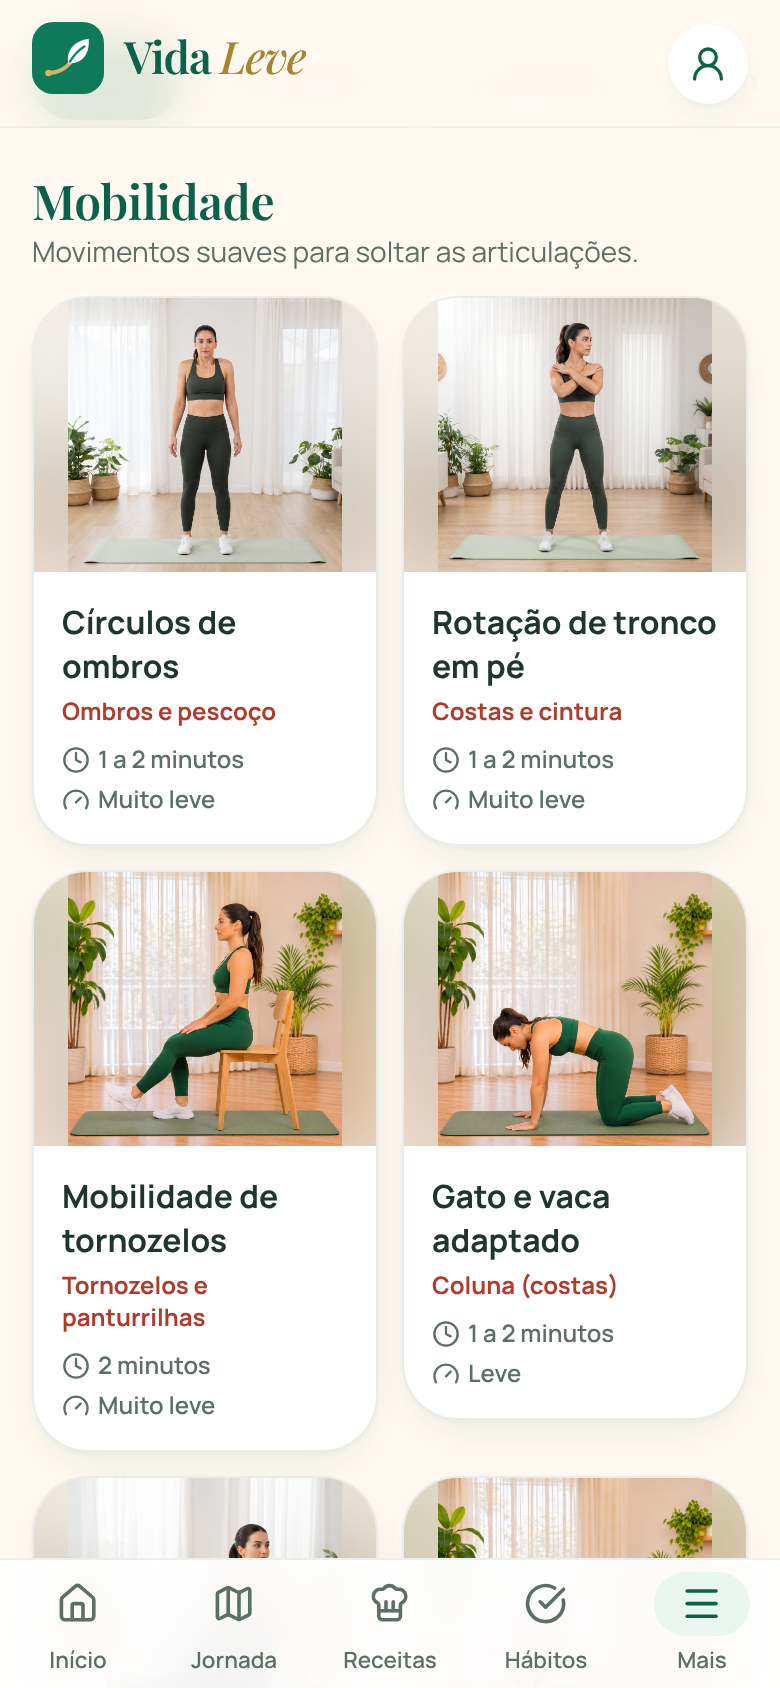 Vida Leve
Mobilidade
Movimentos suaves para soltar as articulações.
Círculos de
ombros
Ombros e pescoço
1 a 2 minutos
Muito leve
Rotação de tronco
em pé
Costas e cintura
1 a 2 minutos
Muito leve
Mobilidade de
tornozelos
Tornozelos e
panturrilhas
2 minutos
Muito leve
Gato e vaca
adaptado
Coluna (costas)
1 a 2 minutos
Leve
Início
Jornada
Receitas
Hábitos
Mais